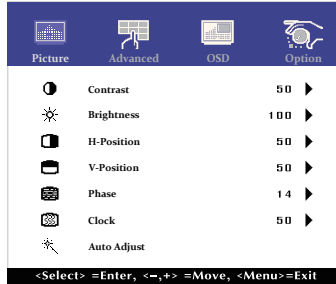 Picture Advanced OSD Option
Contrast 50
Brightness 100
H-Position 50
V-Position 50
Phase 14
Clock 50
Auto Adjust
<Select> =Enter, <–,+> =Move, <Menu>=Exit